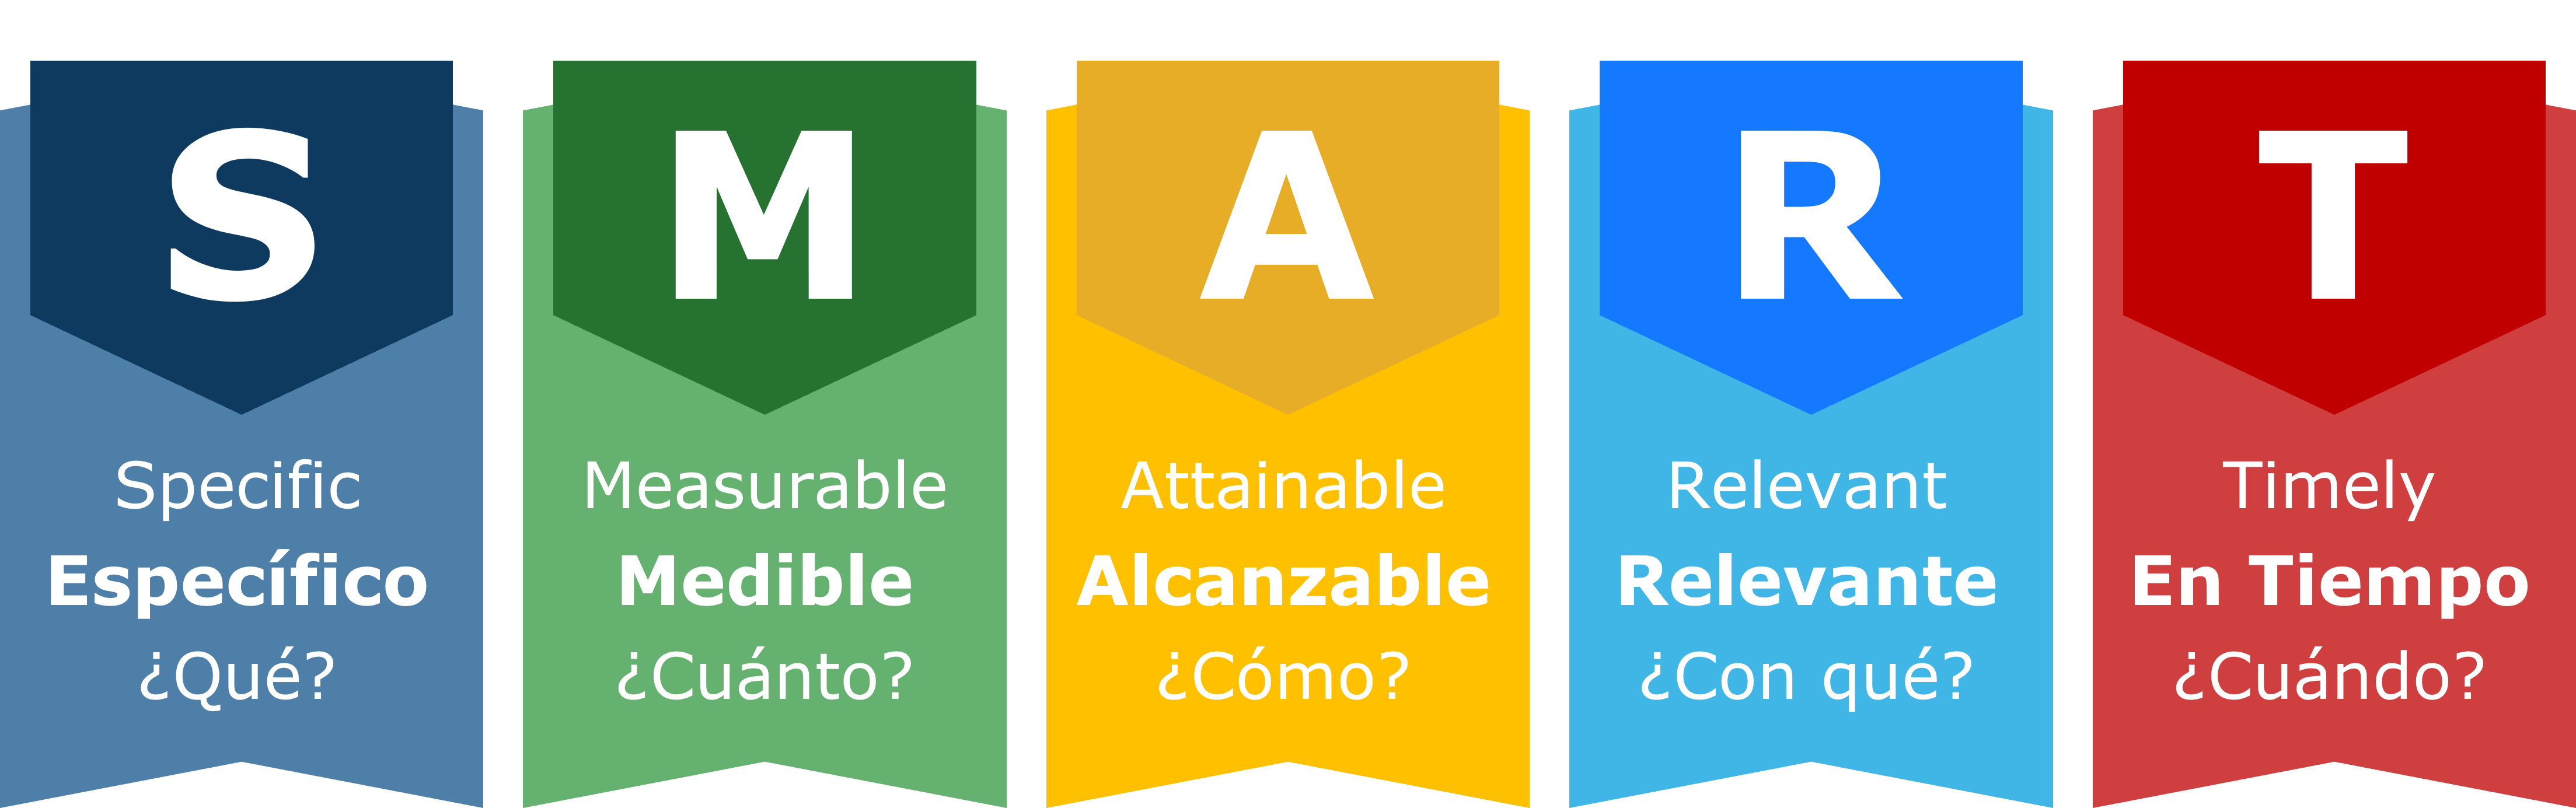 S
Specific
Específico
¿Qué?
M
Measurable
Medible
¿Cuánto?
A
Attainable
Alcanzable
¿Cómo?
R
Relevant
Relevante
¿Con qué?
T
Timely
En Tiempo
¿Cuándo?